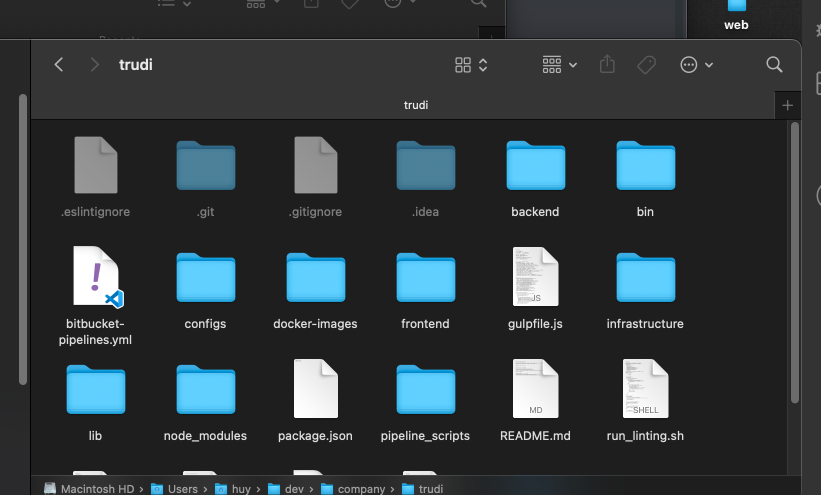 web
trudi
trudi
.eslintignore
.git
.gitignore
.idea
backend
bin
bitbucket-
pipelines.yml
configs
docker-images
frontend
JS
gulpfile.js
infrastructure
lib
node_modules
package.json
pipeline_scripts
MD
README.md
SHELL
run_linting.sh
Macintosh HD › Users › huy › dev › company › trudi